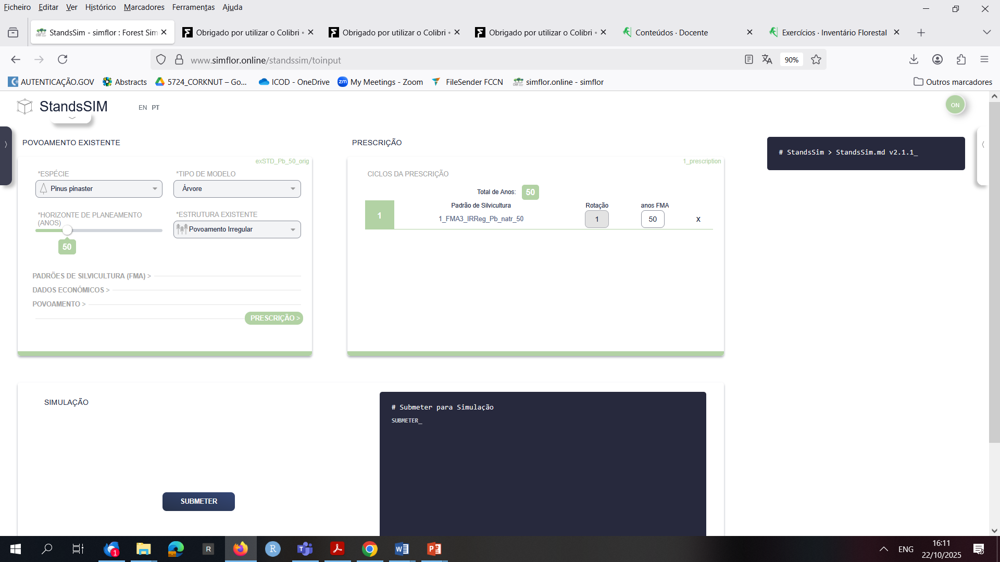 Ficheiro Editar Ver Histórico Marcadores Ferramentas Ajuda
StandsSim - simflor : Forest Sim
Obrigado por utilizar o Colibri •
Obrigado por utilizar o Colibri •
Obrigado por utilizar o Colibri •
Conteúdos · Docente
Exercícios · Inventário Florestal
www.simflor.online/standssim/toinput
90%
AUTENTICAÇÃO.GOV
Abstracts
5724_CORKNUT – Go...
ICOD - OneDrive
zm My Meetings - Zoom
FileSender FCCN
simflor.online - simflor
Outros marcadores
StandsSIM
EN PT
ON
POVOAMENTO EXISTENTE
exSTD_Pb_50_orig
*ESPÉCIE
*TIPO DE MODELO
Pinus pinaster
Árvore
*HORIZONTE DE PLANEAMENTO
(ANOS)
*ESTRUTURA EXISTENTE
Povoamento Irregular
50
PADRÕES DE SILVICULTURA (FMA) >
DADOS ECONÓMICOS >
POVOAMENTO >
PRESCRIÇÃO >
PRESCRIÇÃO
1_prescription
CICLOS DA PRESCRIÇÃO
Total de Anos: 50
Padrão de Silvicultura Rotação anos FMA
1 1_FMA3_IRReg_Pb_natr_50 1 50 X
# StandsSim > StandsSim.md v2.1.1_
SIMULAÇÃO
SUBMETER
# Submeter para Simulação
SUBMETER_
1
R
R
ENG
16:11
22/10/2025